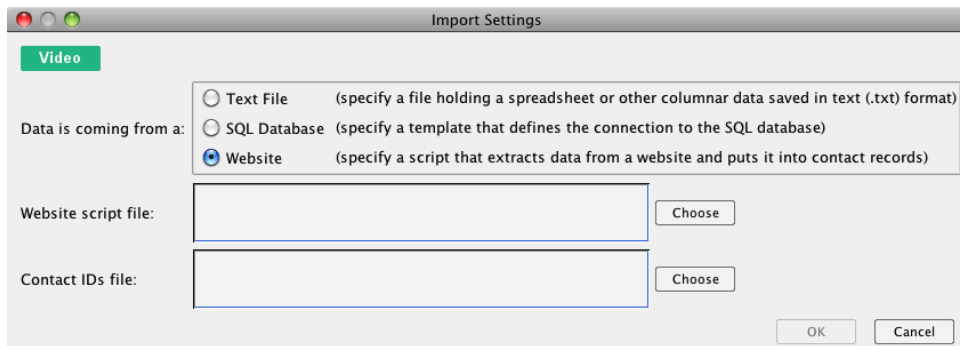 Import Settings
Video
Data is coming from a:
Text File (specify a file holding a spreadsheet or other columnar data saved in text (.txt) format)
SQL Database (specify a template that defines the connection to the SQL database)
Website (specify a script that extracts data from a website and puts it into contact records)
Website script file:
Choose
Contact IDs file:
Choose
OK Cancel